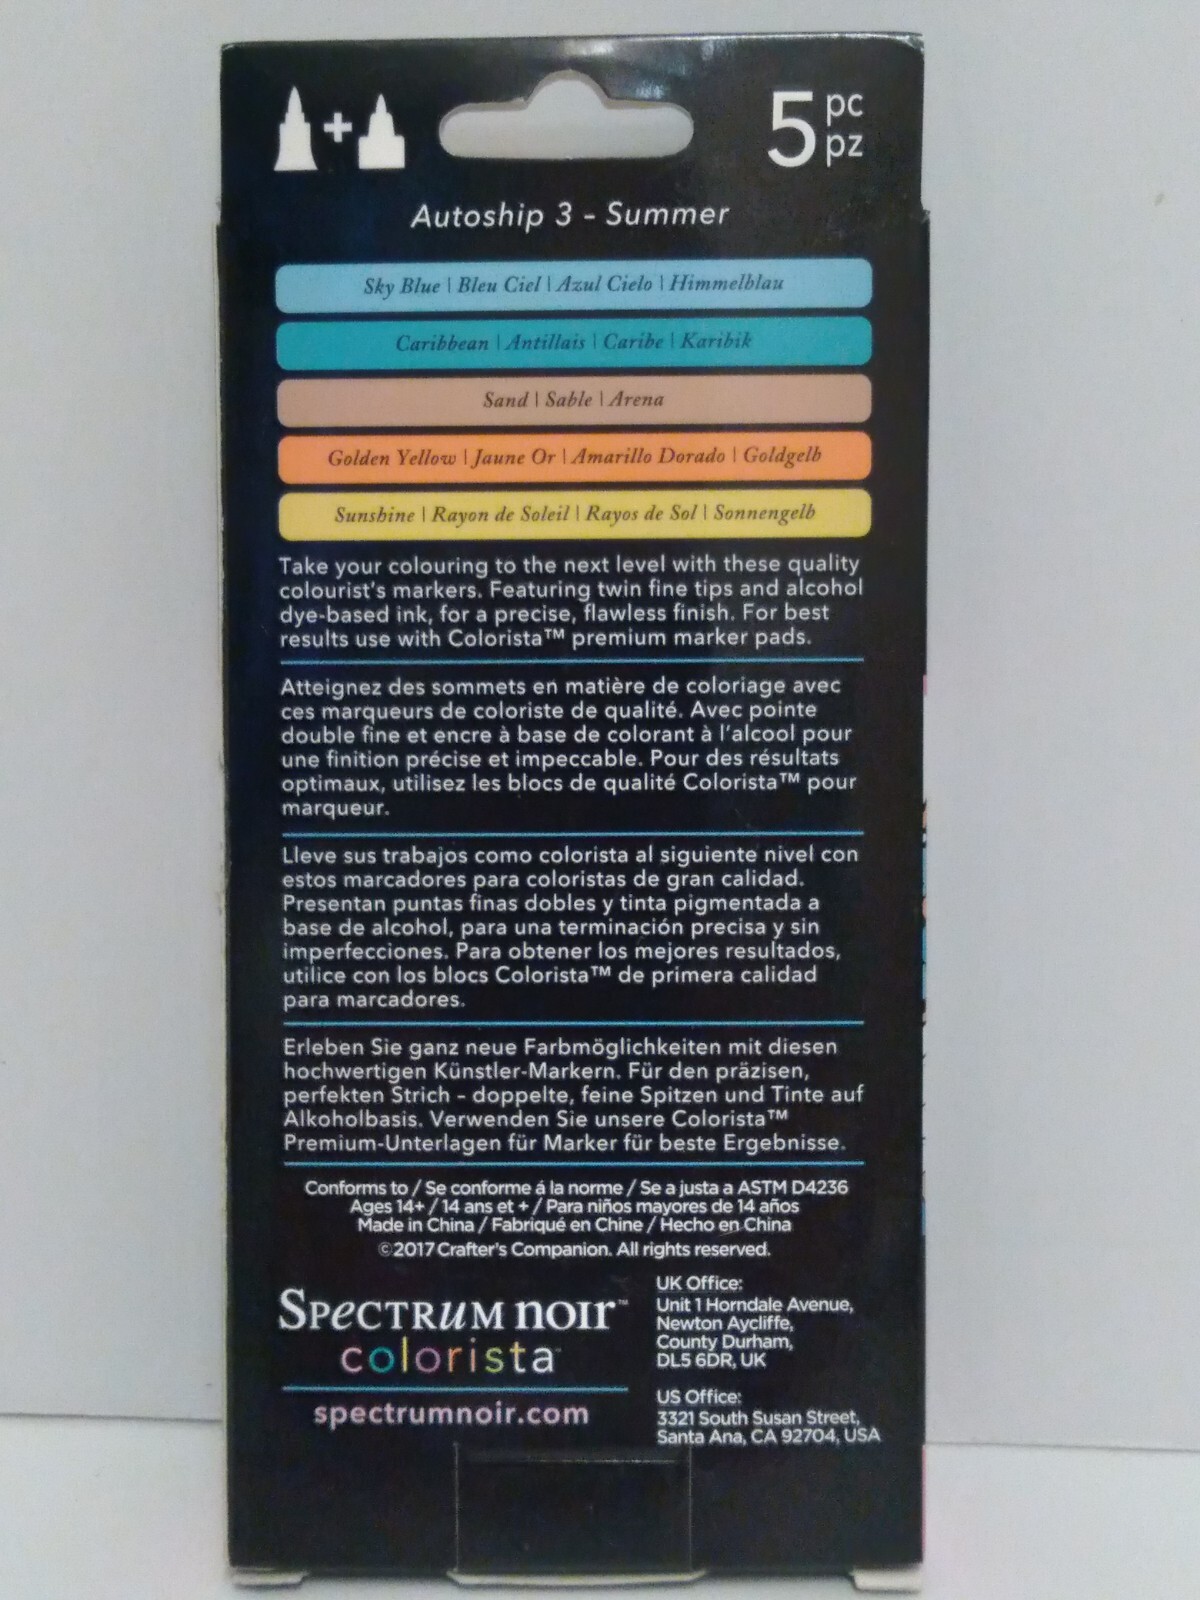 5 pc
pz
Autoship 3 - Summer
Sky Blue | Bleu Ciel | Azul Cielo | Himmelblau
Caribbean | Antillais | Caribe | Karibik
Sand | Sable | Arena
Golden Yellow | Jaune Or | Amarillo Dorado | Goldgelb
Sunshine | Rayon de Soleil | Rayos de Sol | Sonnengelb
Take your colouring to the next level with these quality
colourist's markers. Featuring twin fine tips and alcohol
dye-based ink, for a precise, flawless finish. For best
results use with Colorista™ premium marker pads.
Atteignez des sommets en matière de coloriage avec
ces marqueurs de coloriste de qualité. Avec pointe
double fine et encre à base de colorant à l'alcool pour
une finition précise et impeccable. Pour des résultats
optimaux, utilisez les blocs de qualité Colorista™ pour
marqueur.
Lleve sus trabajos como colorista al siguiente nivel con
estos marcadores para coloristas de gran calidad.
Presentan puntas finas dobles y tinta pigmentada a
base de alcohol, para una terminación precisa y sin
imperfecciones. Para obtener los mejores resultados,
utilice con los blocs Colorista™ de primera calidad
para marcadores.
Erleben Sie ganz neue Farbmöglichkeiten mit diesen
hochwertigen Künstler-Markern. Für den präzisen,
perfekten Strich - doppelte, feine Spitzen und Tinte auf
Alkoholbasis. Verwenden Sie unsere Colorista™
Premium-Unterlagen für Marker für beste Ergebnisse.
Conforms to / Se conforme á la norme / Se a justa a ASTM D4236
Ages 14+ / 14 ans et + / Para niños mayores de 14 años
Made in China / Fabriqué en Chine / Hecho en China
©2017 Crafter's Companion. All rights reserved.
SPECTRUM NOIR™
colorista™
spectrumnoir.com
UK Office:
Unit 1 Horndale Avenue,
Newton Aycliffe,
County Durham,
DL5 6DR, UK
US Office:
3321 South Susan Street,
Santa Ana, CA 92704, USA